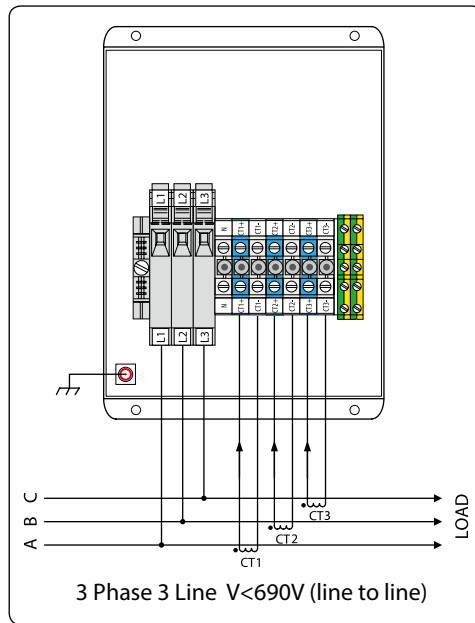 L1 L2 L3
N CT1+ CT1- CT2+ CT2- CT3+ CT3-
N CT1+ CT1- CT2+ CT2- CT3+ CT3-
L1 L2 L3
C
B
A
CT3
CT2
CT1
LOAD
3 Phase 3 Line V<690V (line to line)